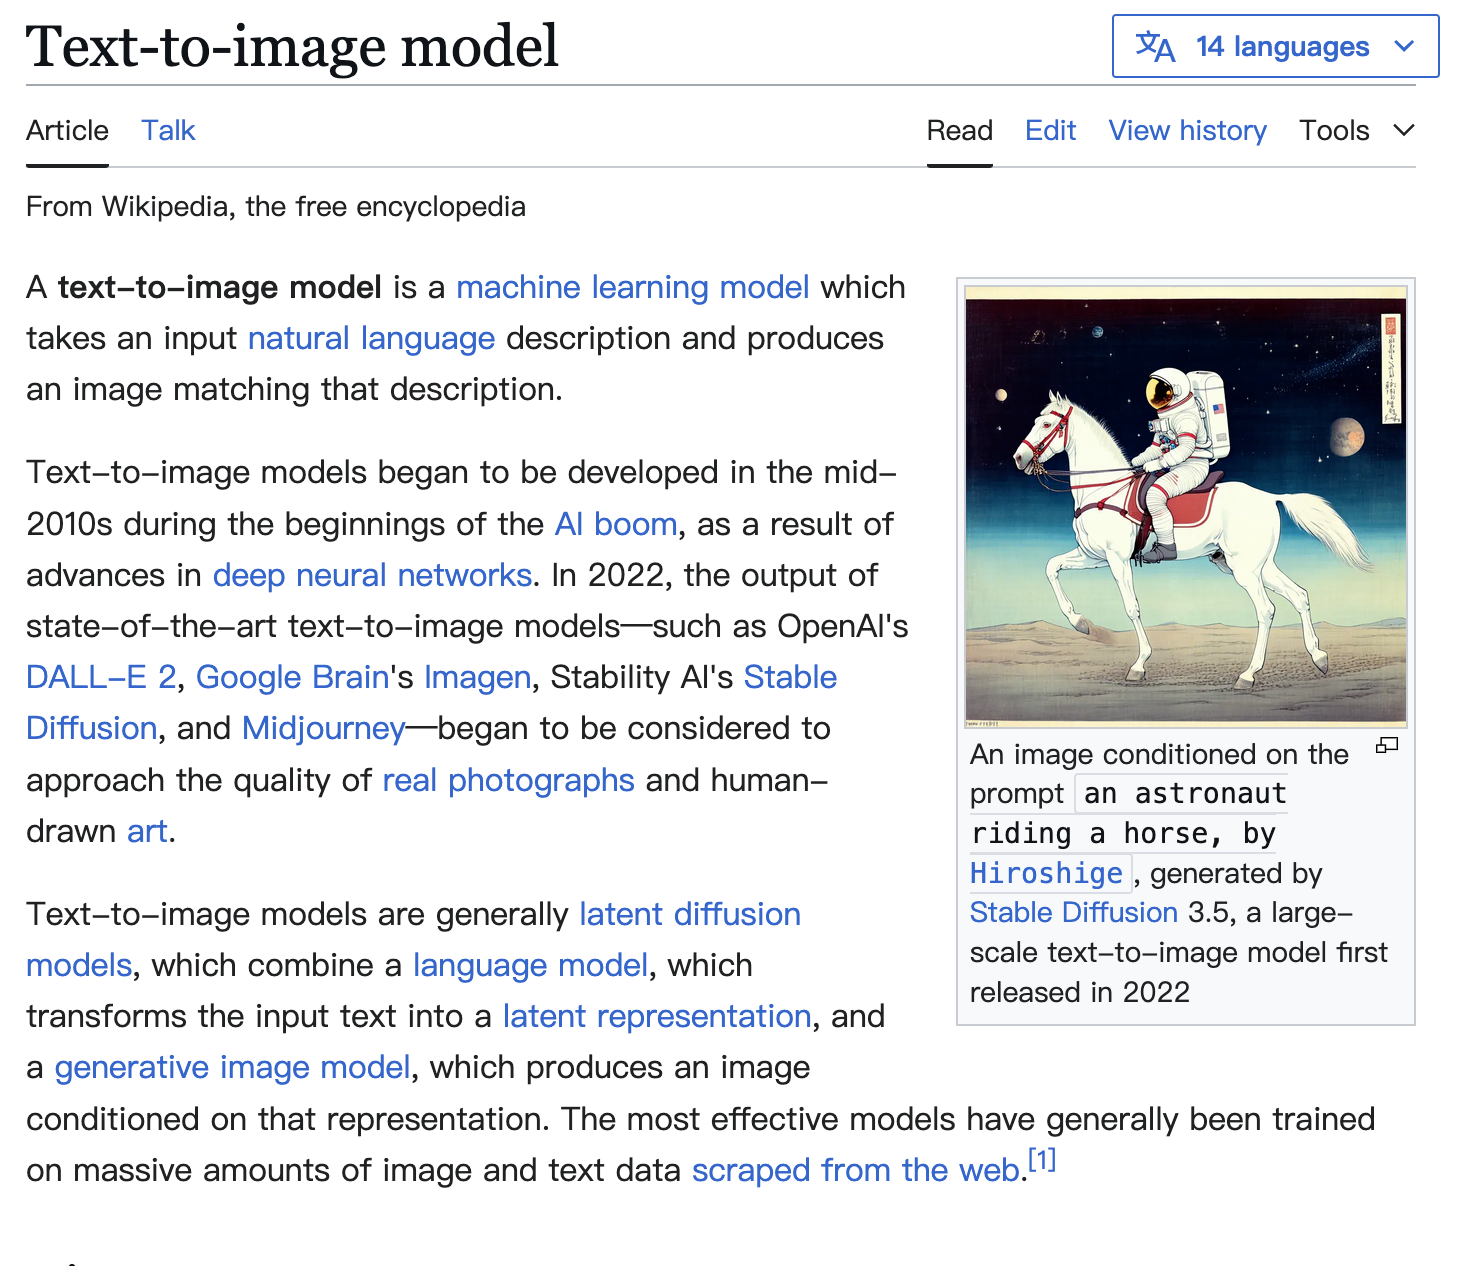 Text-to-image model
文A 14 languages
Article Talk Read Edit View history Tools
From Wikipedia, the free encyclopedia
A text-to-image model is a machine learning model which
takes an input natural language description and produces
an image matching that description.
Text-to-image models began to be developed in the mid-
2010s during the beginnings of the AI boom, as a result of
advances in deep neural networks. In 2022, the output of
state-of-the-art text-to-image models—such as OpenAI's
DALL-E 2, Google Brain's Imagen, Stability AI's Stable
Diffusion, and Midjourney—began to be considered to
approach the quality of real photographs and human-
drawn art.
Text-to-image models are generally latent diffusion
models, which combine a language model, which
transforms the input text into a latent representation, and
a generative image model, which produces an image
conditioned on that representation. The most effective models have generally been trained
on massive amounts of image and text data scraped from the web.[1]
An image conditioned on the
prompt an astronaut
riding a horse, by
Hiroshige, generated by
Stable Diffusion 3.5, a large-
scale text-to-image model first
released in 2022